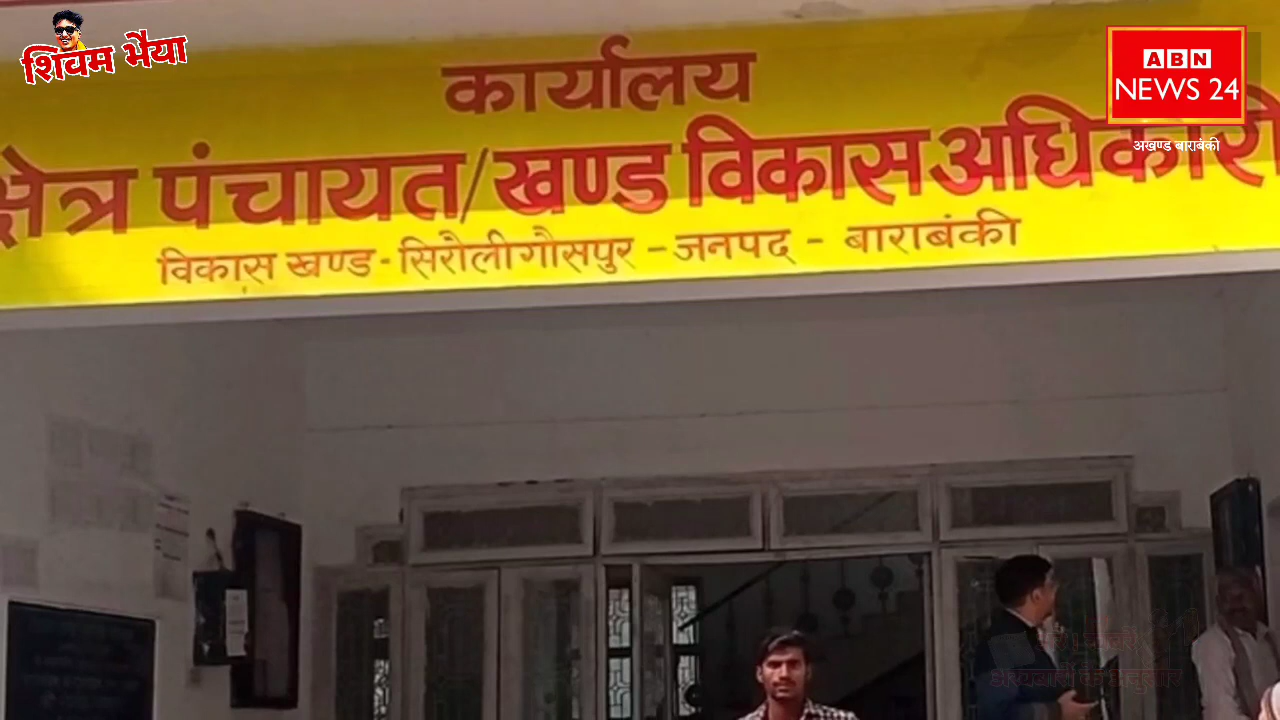 शिवम भैया
ABN
NEWS 24
अखण्ड बाराबंकी
कार्यालय
क्षेत्र पंचायत/खण्ड विकास अधिकारी
विकास खण्ड - सिरौलीगौसपुर - जनपद - बाराबंकी